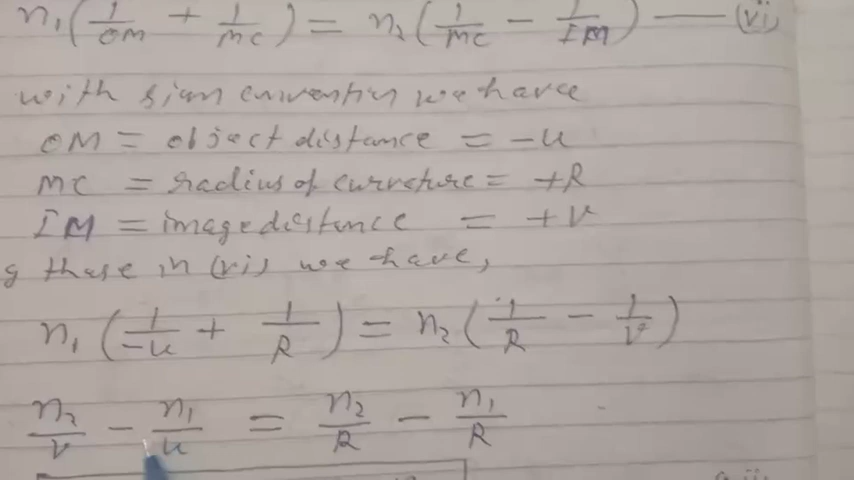 n₁(1/OM + 1/MC) = n₂(1/MC − 1/IM) — (vi)
with sign convention we have
OM = object distance = −u
MC = radius of curvature = +R
IM = image distance = +v
g these in (vi) we have,
n₁(1/−u + 1/R) = n₂(1/R − 1/v)
n₂/v − n₁/u = n₂/R − n₁/R